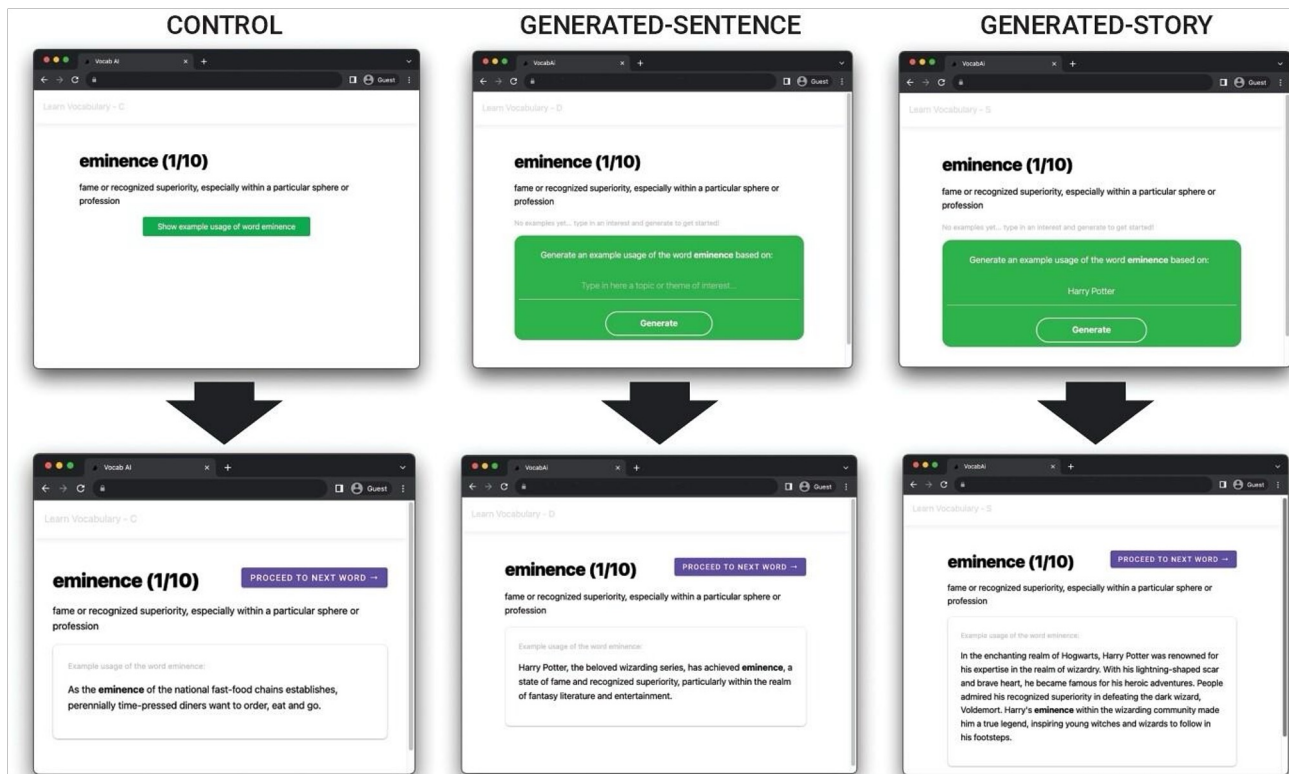 CONTROL
GENERATED-SENTENCE
GENERATED-STORY
Vocab AI
Guest
Learn Vocabulary - C
eminence (1/10)
fame or recognized superiority, especially within a particular sphere or
profession
Show example usage of word eminence
VocabAi
Guest
Learn Vocabulary - D
eminence (1/10)
fame or recognized superiority, especially within a particular sphere or
profession
No examples yet... type in an interest and generate to get started!
Generate an example usage of the word eminence based on:
Type in here a topic or theme of interest...
Generate
VocabAi
Guest
Learn Vocabulary - S
eminence (1/10)
fame or recognized superiority, especially within a particular sphere or
profession
No examples yet... type in an interest and generate to get started!
Generate an example usage of the word eminence based on:
Harry Potter
Generate
Vocab AI
Guest
Learn Vocabulary - C
eminence (1/10)
PROCEED TO NEXT WORD →
fame or recognized superiority, especially within a particular sphere or
profession
Example usage of the word eminence:
As the eminence of the national fast-food chains establishes,
perennially time-pressed diners want to order, eat and go.
VocabAi
Guest
Learn Vocabulary - D
eminence (1/10)
PROCEED TO NEXT WORD →
fame or recognized superiority, especially within a particular sphere or
profession
Example usage of the word eminence:
Harry Potter, the beloved wizarding series, has achieved eminence, a
state of fame and recognized superiority, particularly within the realm
of fantasy literature and entertainment.
VocabAi
Guest
Learn Vocabulary - S
eminence (1/10)
PROCEED TO NEXT WORD →
fame or recognized superiority, especially within a particular sphere or
profession
Example usage of the word eminence:
In the enchanting realm of Hogwarts, Harry Potter was renowned for
his expertise in the realm of wizardry. With his lightning-shaped scar
and brave heart, he became famous for his heroic adventures. People
admired his recognized superiority in defeating the dark wizard,
Voldemort. Harry's eminence within the wizarding community made
him a true legend, inspiring young witches and wizards to follow in
his footsteps.